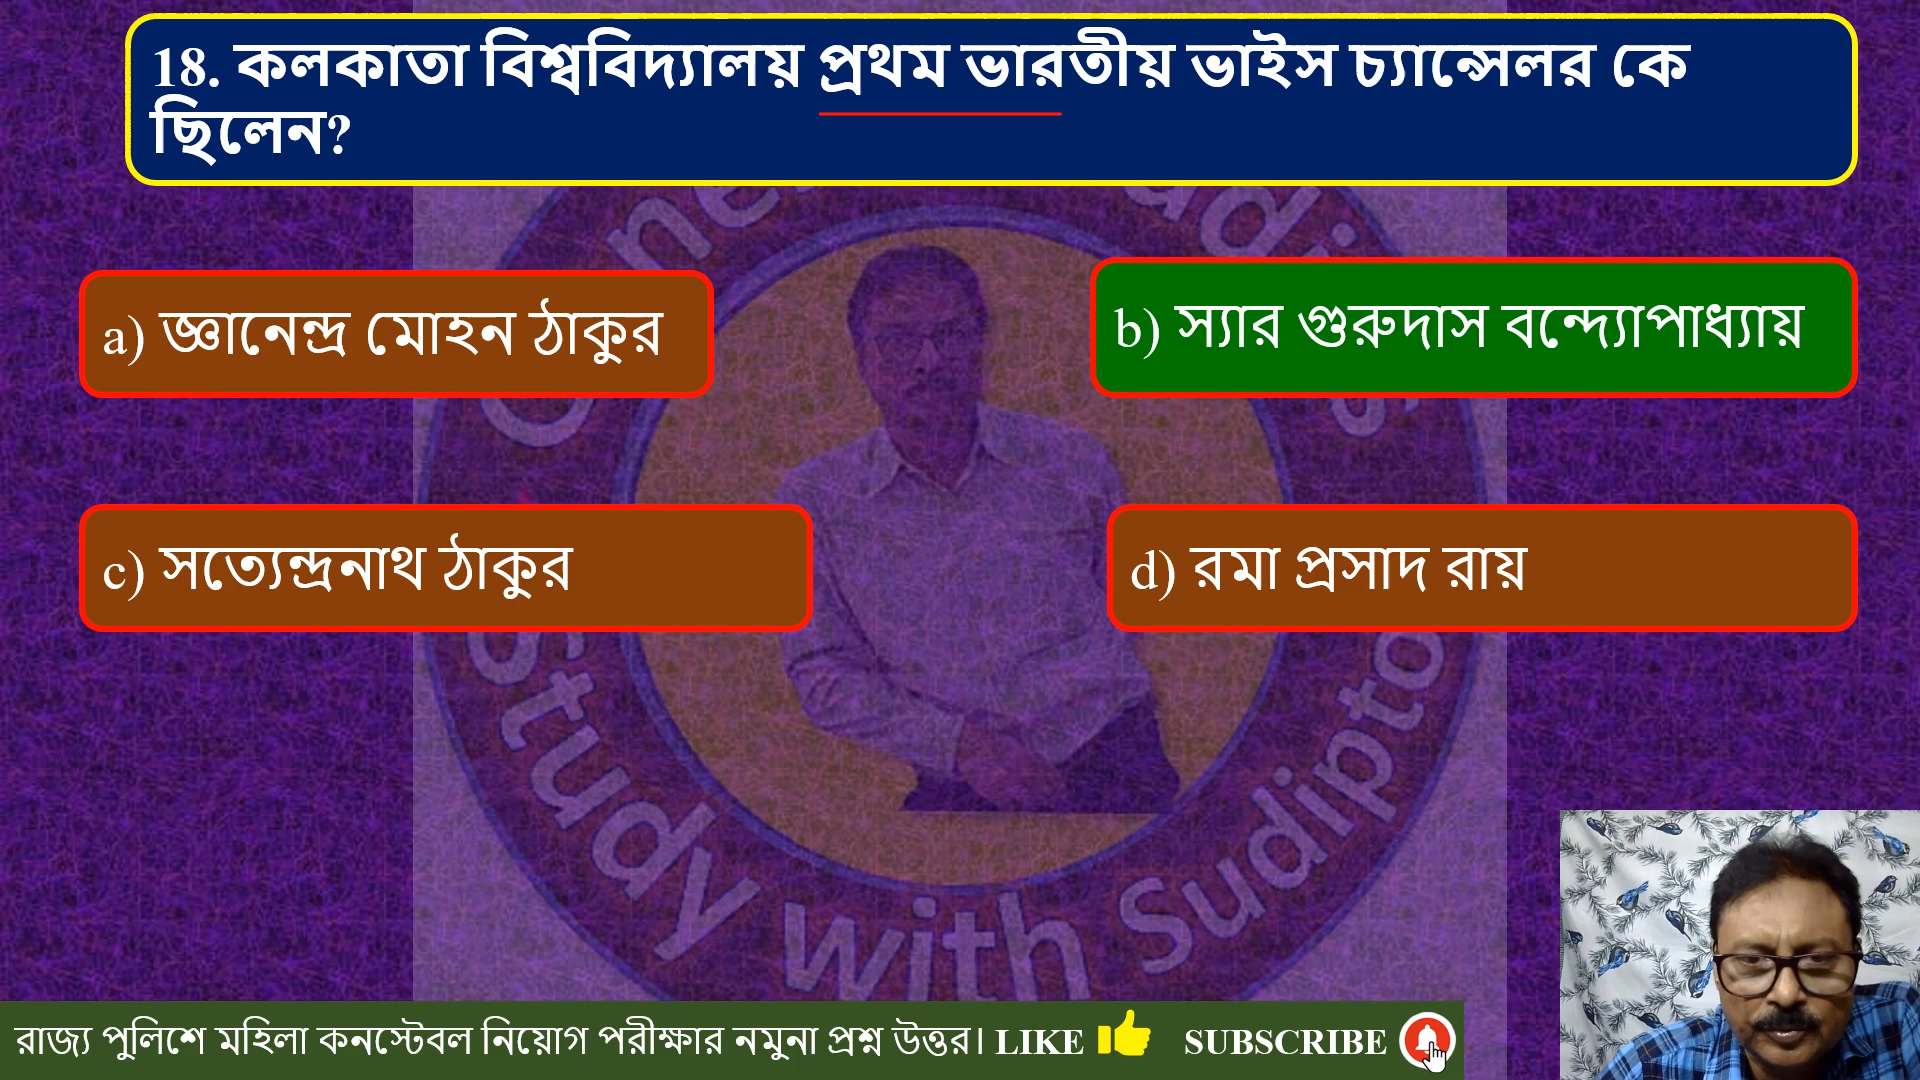 18. কলকাতা বিশ্ববিদ্যালয় প্রথম ভারতীয় ভাইস চ্যান্সেলর কে
ছিলেন?
a) জ্ঞানেন্দ্র মোহন ঠাকুর
b) স্যার গুরুদাস বন্দ্যোপাধ্যায়
c) সত্যেন্দ্রনাথ ঠাকুর
d) রমা প্রসাদ রায়
Study with Sudipto
রাজ্য পুলিশে মহিলা কনস্টেবল নিয়োগ পরীক্ষার নমুনা প্রশ্ন উত্তর। LIKE SUBSCRIBE